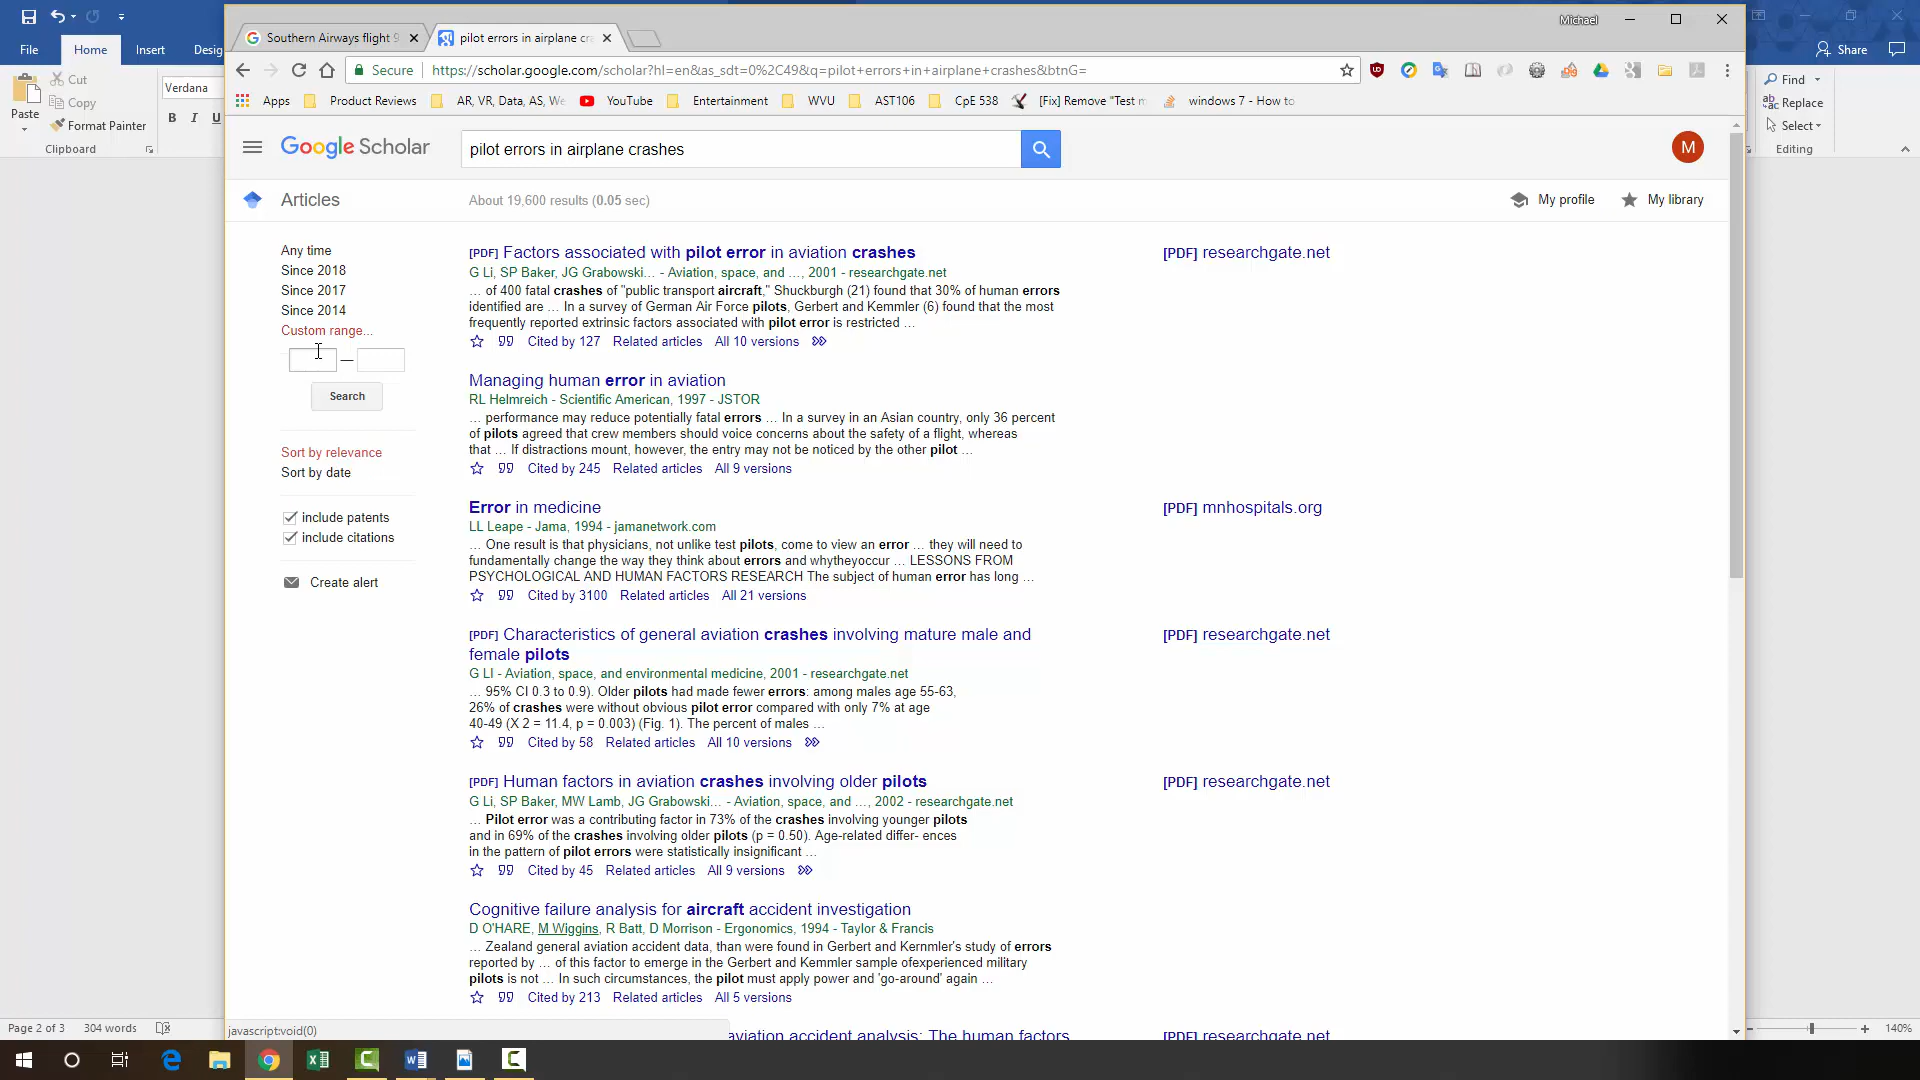 Michael
Southern Airways flight 9
pilot errors in airplane cr
File Home Insert Desig
Share
Secure https://scholar.google.com/scholar?hl=en&as_sdt=0%2C49&q=pilot+errors+in+airplane+crashes&btnG=
Cut
Copy
Paste
Format Painter
Clipboard
Verdana
B I U
Find
Replace
Select
Editing
Apps Product Reviews AR, VR, Data, AS, We YouTube Entertainment WVU AST106 CpE 538 [Fix] Remove "Test m windows 7 - How to
Google Scholar
pilot errors in airplane crashes
M
Articles
About 19,600 results (0.05 sec)
My profile My library
Any time
Since 2018
Since 2017
Since 2014
Custom range...
—
Search
Sort by relevance
Sort by date
include patents
include citations
Create alert
[PDF] Factors associated with pilot error in aviation crashes
G Li, SP Baker, JG Grabowski… - Aviation, space, and …, 2001 - researchgate.net
… of 400 fatal crashes of "public transport aircraft," Shuckburgh (21) found that 30% of human errors
identified are … In a survey of German Air Force pilots, Gerbert and Kemmler (6) found that the most
frequently reported extrinsic factors associated with pilot error is restricted …
Cited by 127 Related articles All 10 versions
[PDF] researchgate.net
Managing human error in aviation
RL Helmreich - Scientific American, 1997 - JSTOR
… performance may reduce potentially fatal errors … In a survey in an Asian country, only 36 percent
of pilots agreed that crew members should voice concerns about the safety of a flight, whereas
that … If distractions mount, however, the entry may not be noticed by the other pilot …
Cited by 245 Related articles All 9 versions
Error in medicine
LL Leape - Jama, 1994 - jamanetwork.com
… One result is that physicians, not unlike test pilots, come to view an error … they will need to
fundamentally change the way they think about errors and whytheyoccur … LESSONS FROM
PSYCHOLOGICAL AND HUMAN FACTORS RESEARCH The subject of human error has long …
Cited by 3100 Related articles All 21 versions
[PDF] mnhospitals.org
[PDF] Characteristics of general aviation crashes involving mature male and
female pilots
G LI - Aviation, space, and environmental medicine, 2001 - researchgate.net
… 95% CI 0.3 to 0.9). Older pilots had made fewer errors: among males age 55-63,
26% of crashes were without obvious pilot error compared with only 7% at age
40-49 (X 2 = 11.4, p = 0.003) (Fig. 1). The percent of males …
Cited by 58 Related articles All 10 versions
[PDF] researchgate.net
[PDF] Human factors in aviation crashes involving older pilots
G Li, SP Baker, MW Lamb, JG Grabowski… - Aviation, space, and …, 2002 - researchgate.net
… Pilot error was a contributing factor in 73% of the crashes involving younger pilots
and in 69% of the crashes involving older pilots (p = 0.50). Age-related differ- ences
in the pattern of pilot errors were statistically insignificant …
Cited by 45 Related articles All 9 versions
[PDF] researchgate.net
Cognitive failure analysis for aircraft accident investigation
D O'HARE, M Wiggins, R Batt, D Morrison - Ergonomics, 1994 - Taylor & Francis
… Zealand general aviation accident data, than were found in Gerbert and Kernmler's study of errors
reported by … of this factor to emerge in the Gerbert and Kemmler sample ofexperienced military
pilots is not … In such circumstances, the pilot must apply power and 'go-around' again …
Cited by 213 Related articles All 5 versions
aviation accident analysis: The human factors
[PDF] researchgate.net
javascript:void(0)
Page 2 of 3 304 words
140%